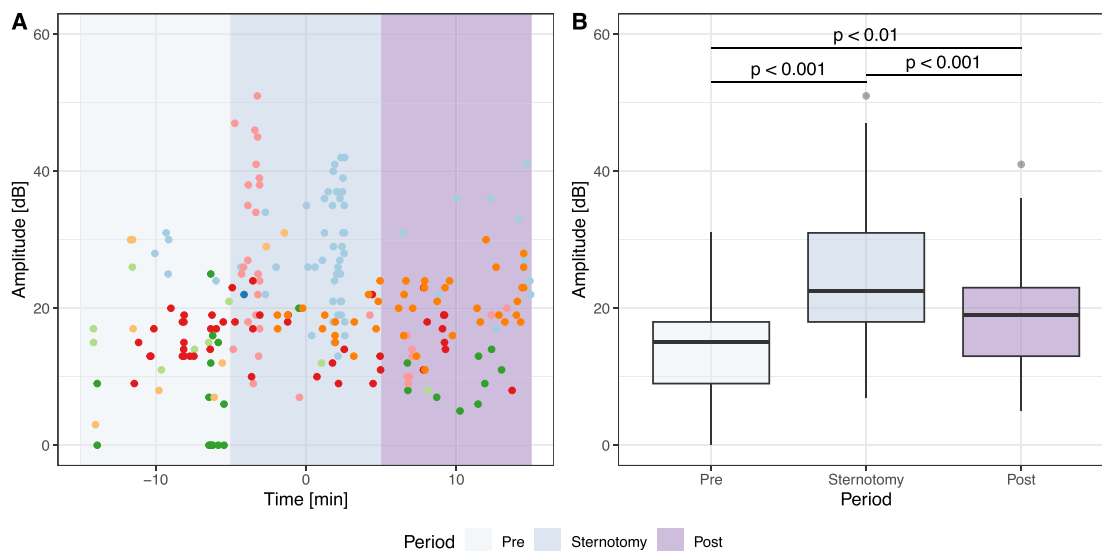 A
60
40
20
0
Amplitude [dB]
−10 0 10
Time [min]
B
60
40
20
0
Amplitude [dB]
p < 0.01
p < 0.001 p < 0.001
Pre Sternotomy Post
Period
Period Pre Sternotomy Post